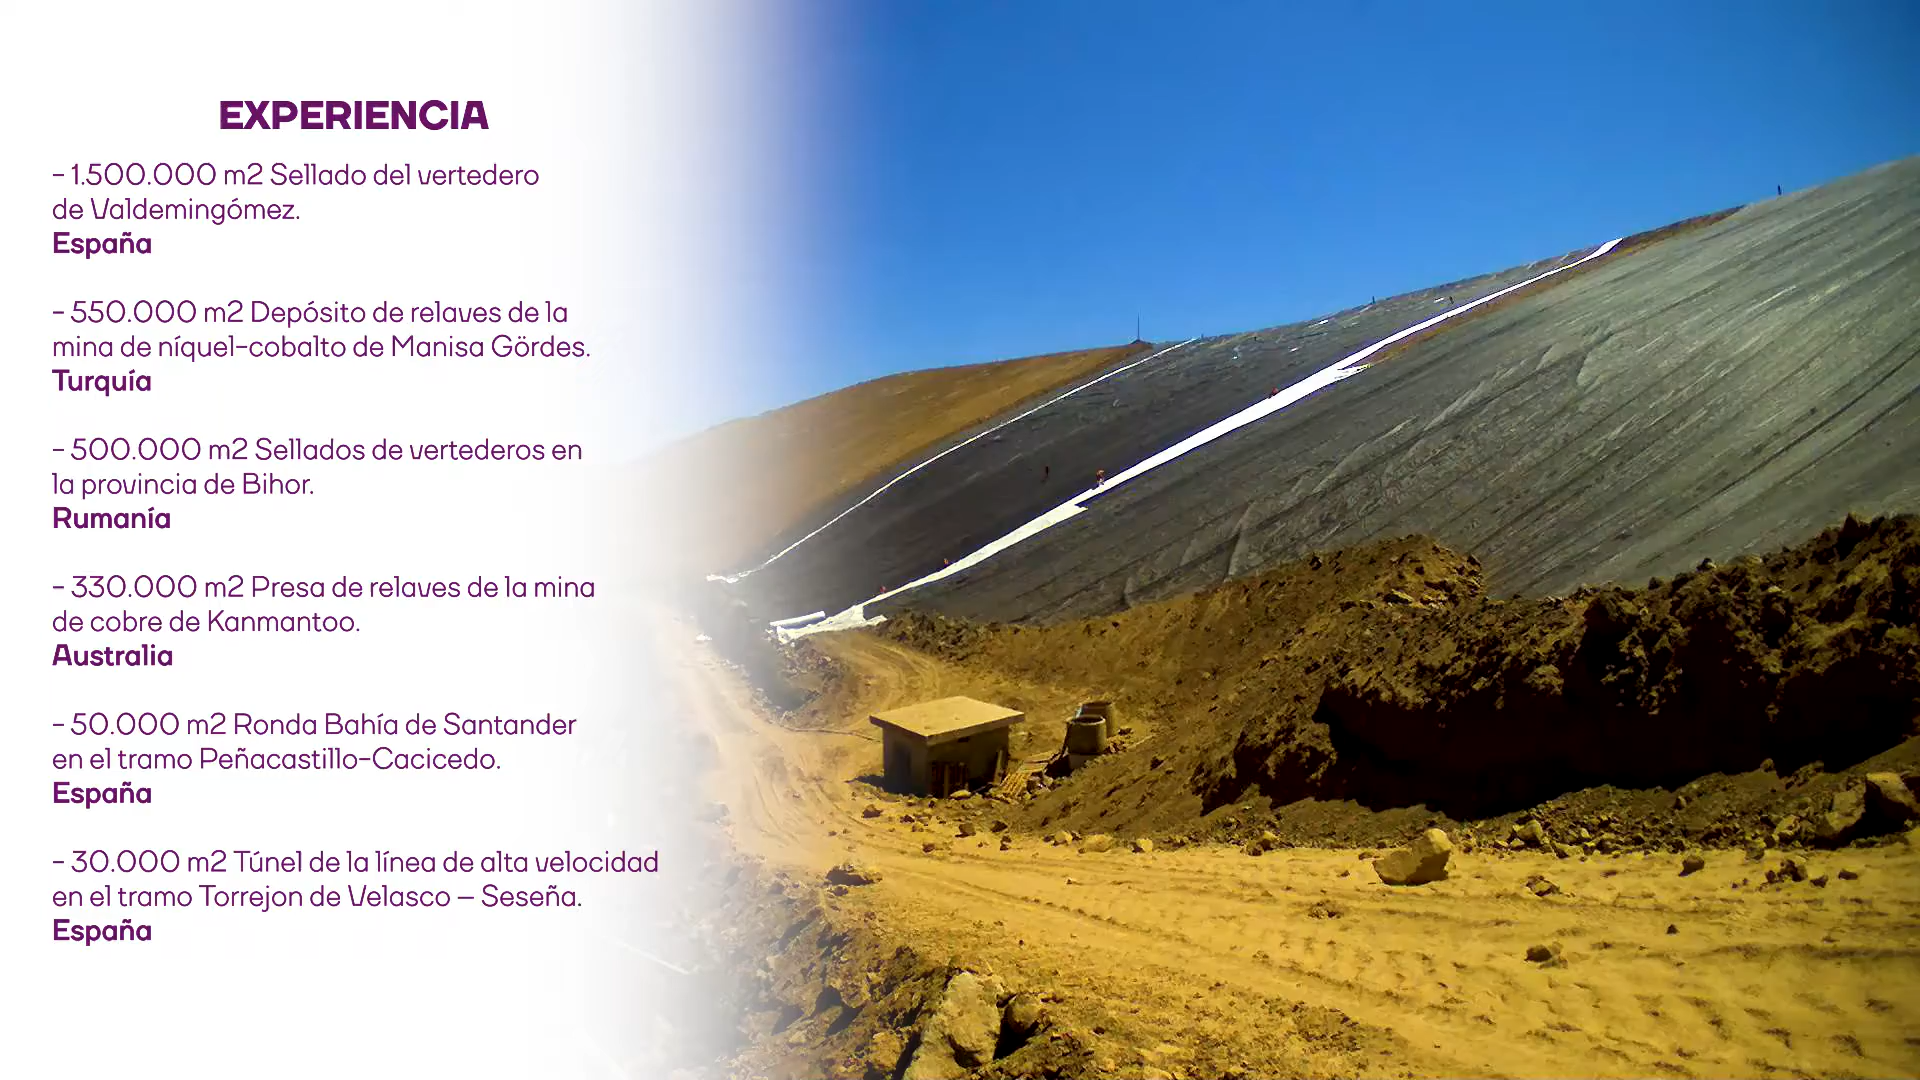 EXPERIENCIA
- 1.500.000 m2 Sellado del vertedero
de Valdemingómez.
España
- 550.000 m2 Depósito de relaves de la
mina de níquel-cobalto de Manisa Gördes.
Turquía
- 500.000 m2 Sellados de vertederos en
la provincia de Bihor.
Rumanía
- 330.000 m2 Presa de relaves de la mina
de cobre de Kanmantoo.
Australia
- 50.000 m2 Ronda Bahía de Santander
en el tramo Peñacastillo-Cacicedo.
España
- 30.000 m2 Túnel de la línea de alta velocidad
en el tramo Torrejon de Velasco – Seseña.
España